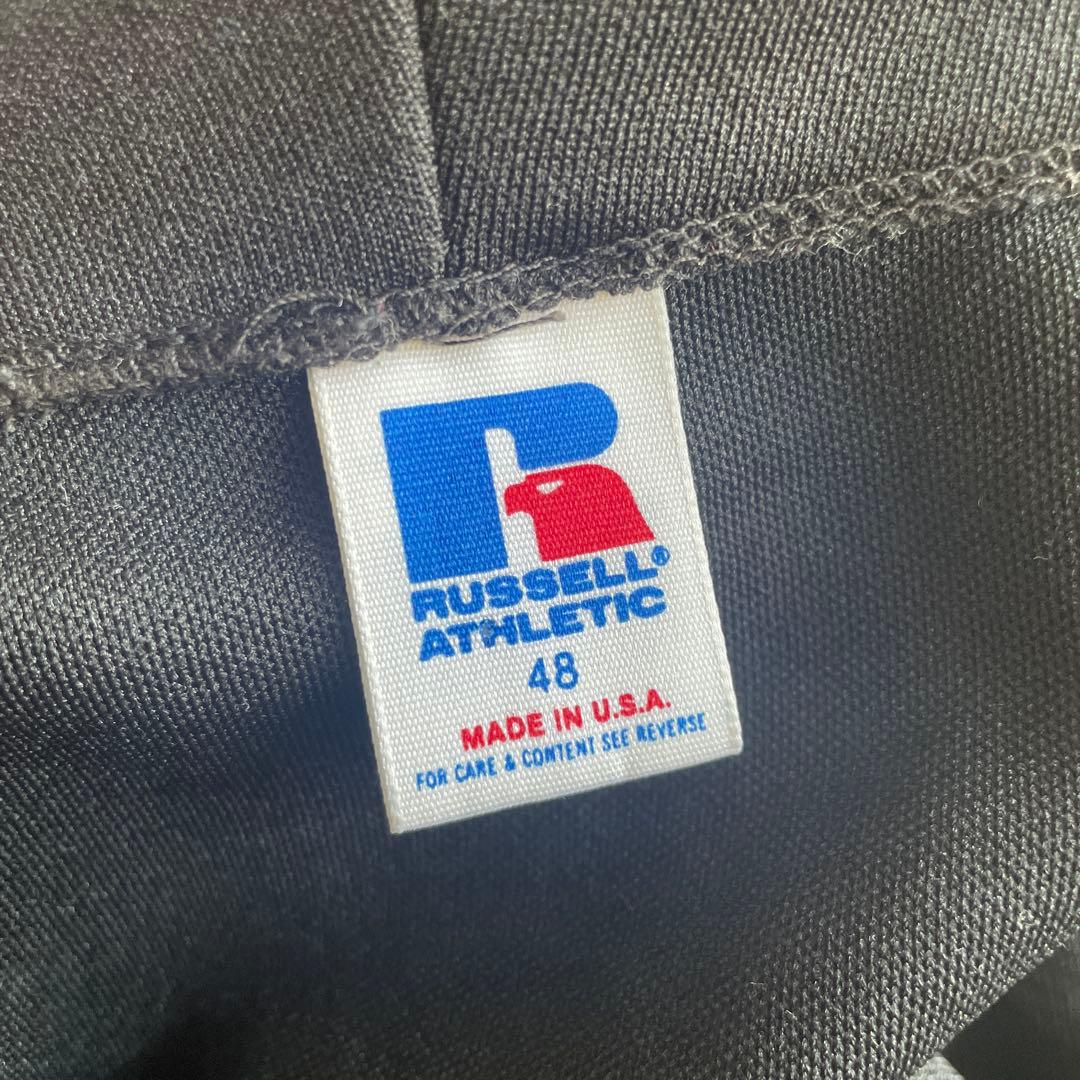 RUSSELL®
ATHLETIC
48
MADE IN U.S.A.
FOR CARE & CONTENT SEE REVERSE